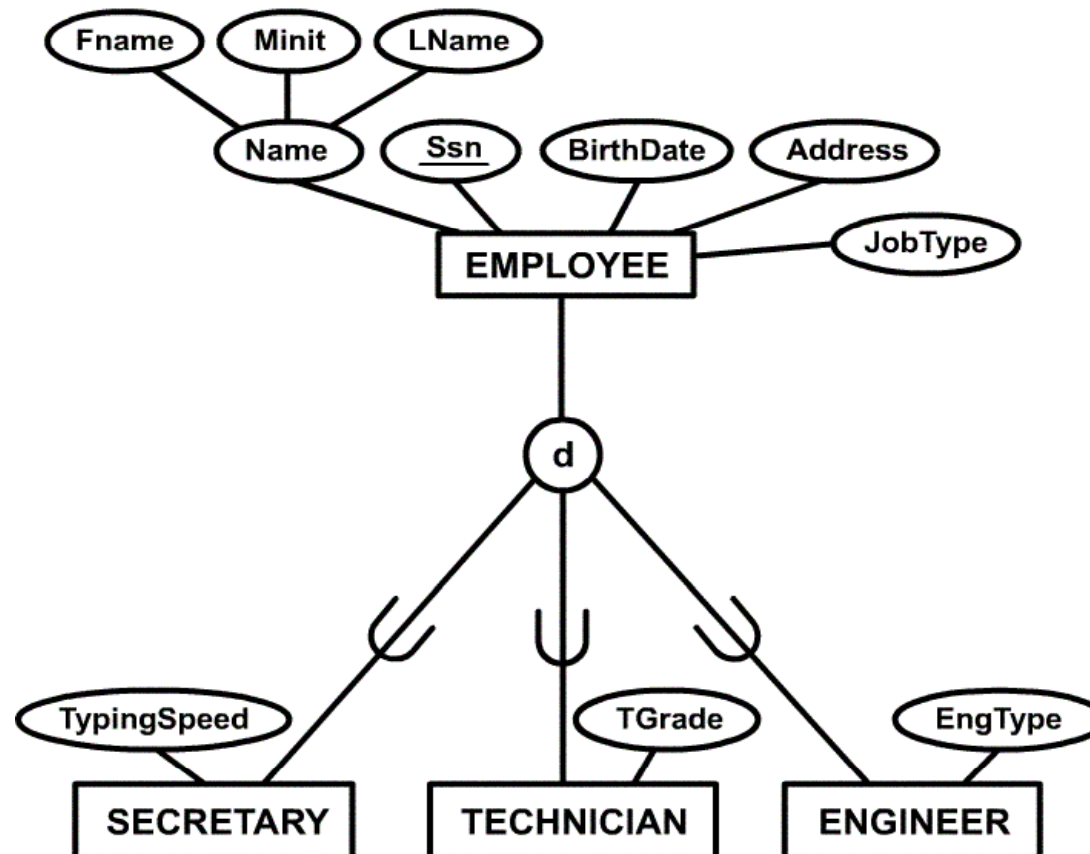 Fname
Minit
LName
Name
Ssn
BirthDate
Address
JobType
EMPLOYEE
d
TypingSpeed
TGrade
EngType
SECRETARY
TECHNICIAN
ENGINEER